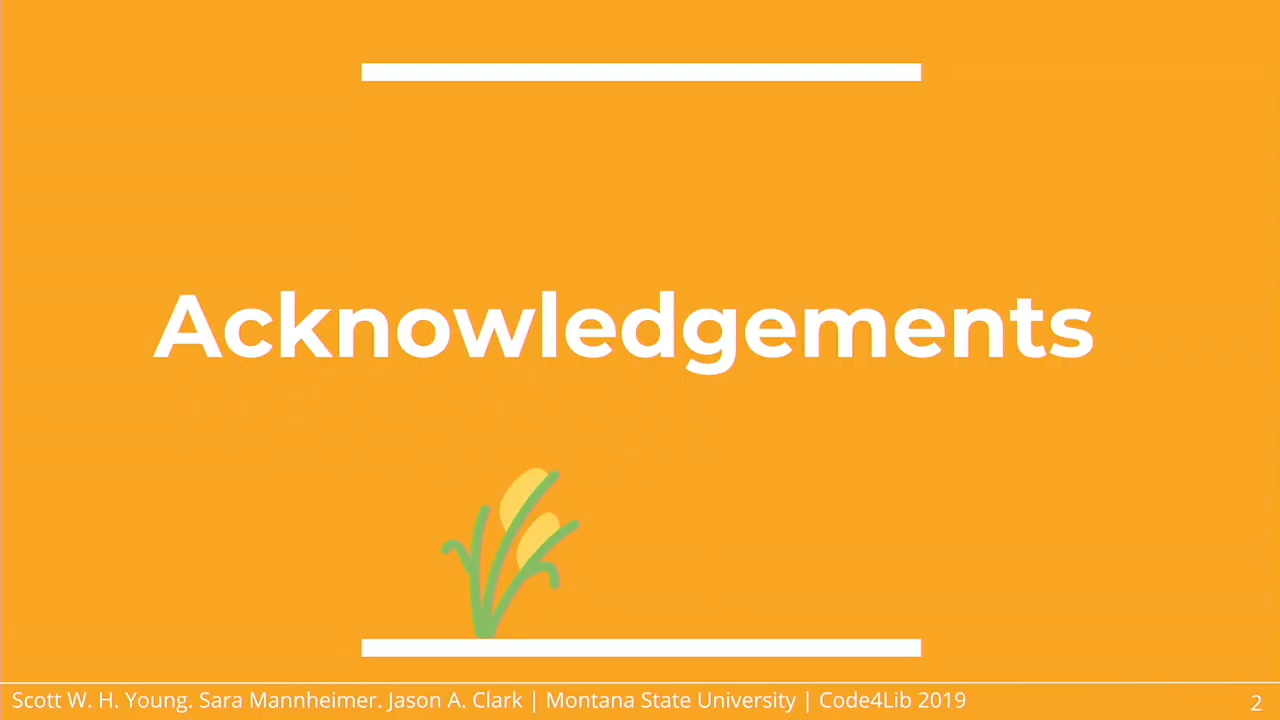 Acknowledgements
Scott W. H. Young. Sara Mannheimer. Jason A. Clark | Montana State University | Code4Lib 2019
2